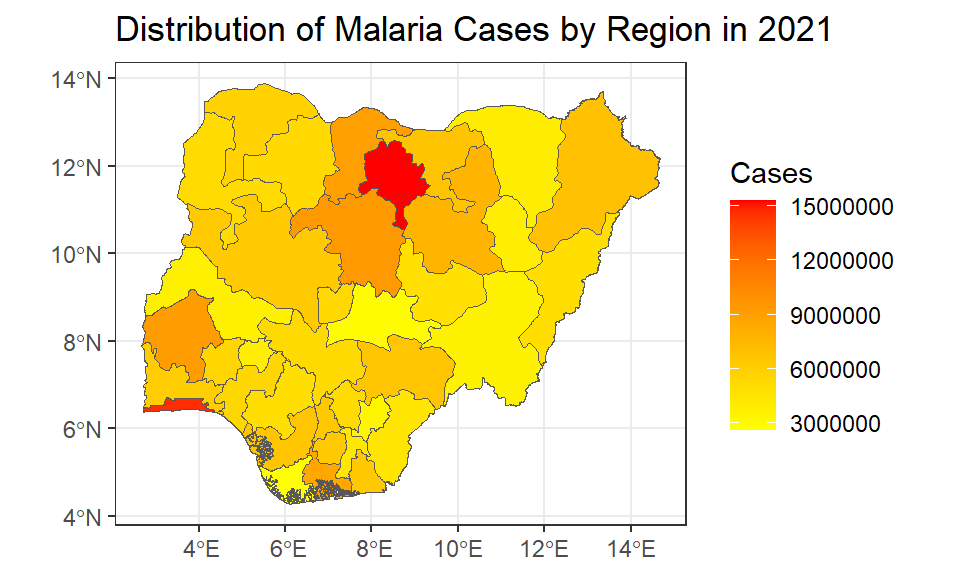 Distribution of Malaria Cases by Region in 2021
14°N
12°N
10°N
8°N
6°N
4°N
4°E 6°E 8°E 10°E 12°E 14°E
Cases
15000000
12000000
9000000
6000000
3000000